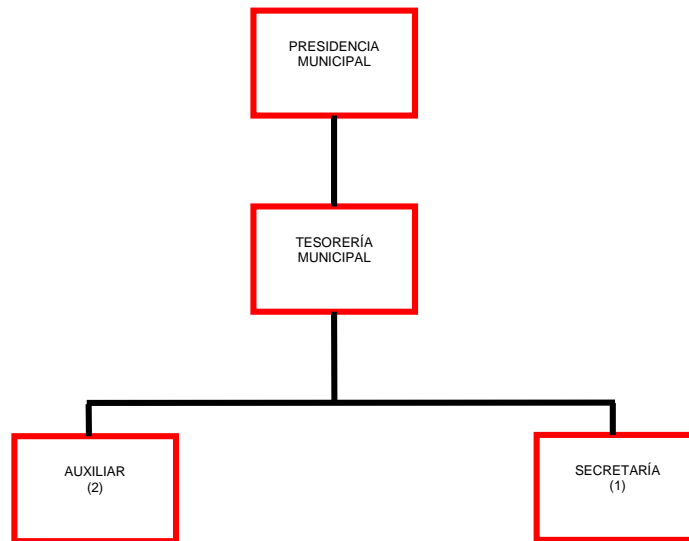 PRESIDENCIA
MUNICIPAL
TESORERÍA
MUNICIPAL
AUXILIAR
(2)
SECRETARÍA
(1)